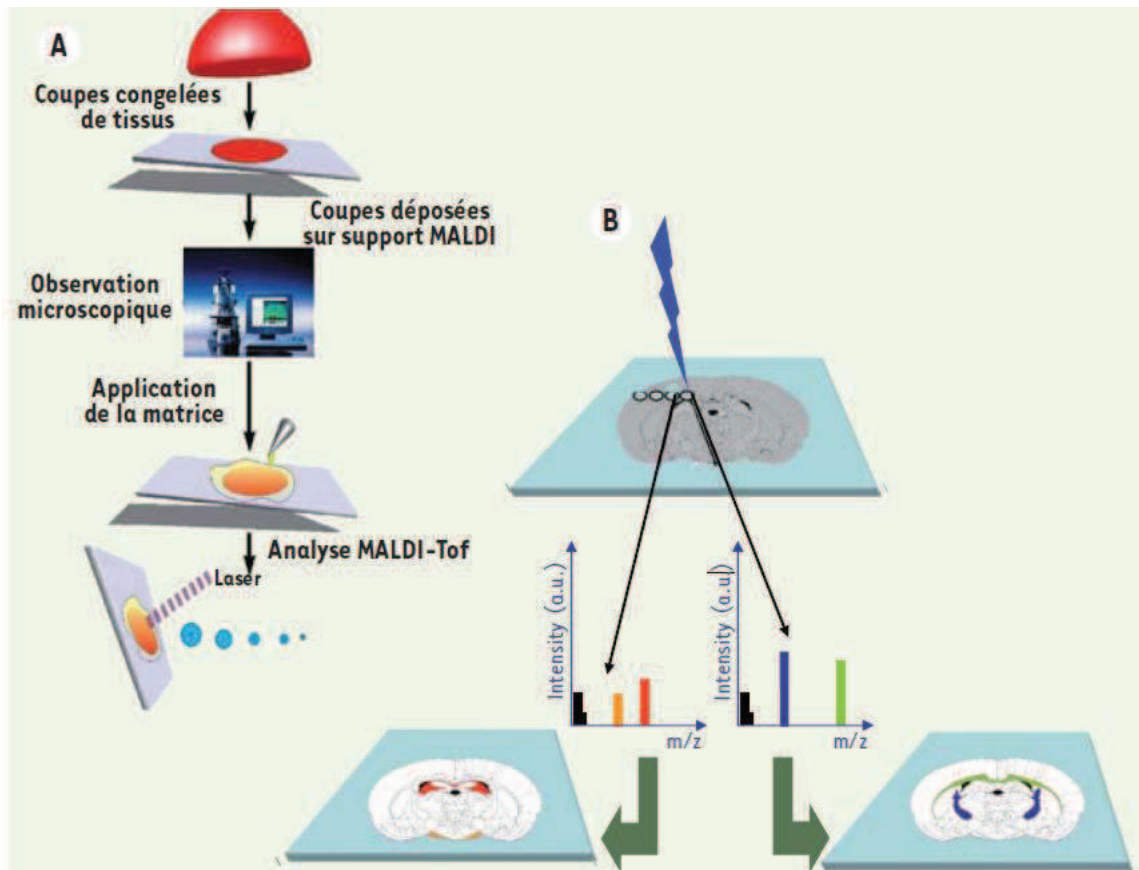 A
Coupes congelées
de tissus
Coupes déposées
sur support MALDI
Observation
microscopique
Application
de la matrice
Analyse MALDI-Tof
Laser
B
Intensity (a.u.)
m/z
Intensity (a.u.)
m/z